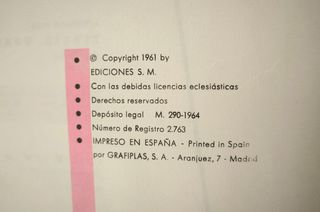 © Copyright 1961 by
EDICIONES S. M.
Con las debidas licencias eclesiásticas
Derechos reservados
Depósito legal M. 290-1964
Número de Registro 2.763
IMPRESO EN ESPAÑA - Printed in Spain
por GRAFIPLAS, S. A. - Aranjuez, 7 - Madrid